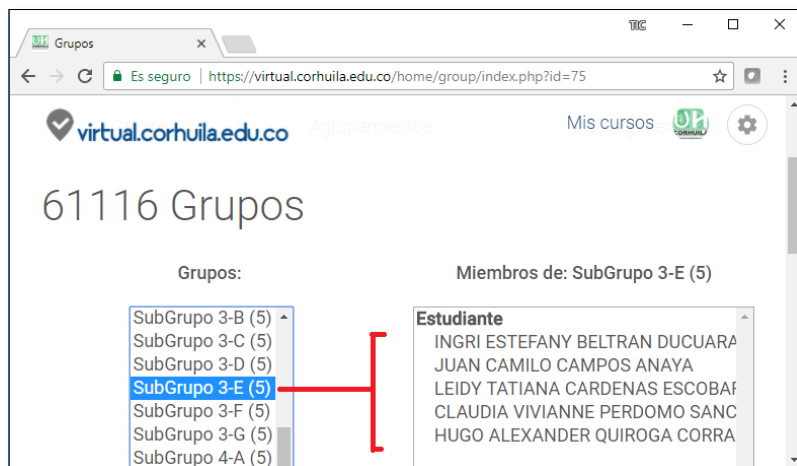 TIC
Grupos
Es seguro | https://virtual.corhuila.edu.co/home/group/index.php?id=75
virtual.corhuila.edu.co
Agrupamientos
Mis cursos
CORHUILA
61116 Grupos
Grupos:
Miembros de: SubGrupo 3-E (5)
SubGrupo 3-B (5)
SubGrupo 3-C (5)
SubGrupo 3-D (5)
SubGrupo 3-E (5)
SubGrupo 3-F (5)
SubGrupo 3-G (5)
SubGrupo 4-A (5)
Estudiante
INGRI ESTEFANY BELTRAN DUCUARA
JUAN CAMILO CAMPOS ANAYA
LEIDY TATIANA CARDENAS ESCOBAR
CLAUDIA VIVIANNE PERDOMO SANC
HUGO ALEXANDER QUIROGA CORRA